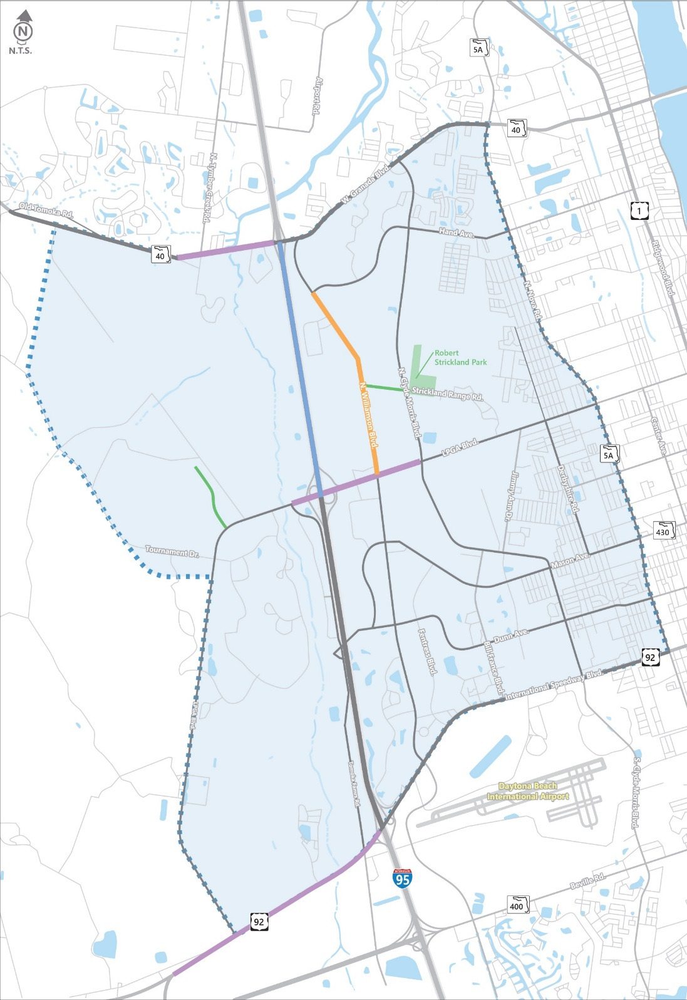 N
N.T.S.
5A
Airport Rd.
40
N. Tymber Creek Rd.
W. Granada Blvd.
Old Tomoka Rd.
1
Hand Ave.
40
Ridgewood Blvd.
N. Nova Rd.
Robert
Strickland Park
N. Clyde Morris Blvd.
Strickland Range Rd.
N. Williamson Blvd.
Center Ave.
LPGA Blvd.
5A
Jimmy Ann Dr.
Derbyshire Rd.
430
Tournament Dr.
Mason Ave.
Dunn Ave.
Fentress Blvd.
Bill France Blvd.
92
International Speedway Blvd.
LPGA Blvd.
Tomoka Farms Rd.
S. Clyde Morris Blvd.
Daytona Beach
International Airport
INTERSTATE
95
Beville Rd.
400
92